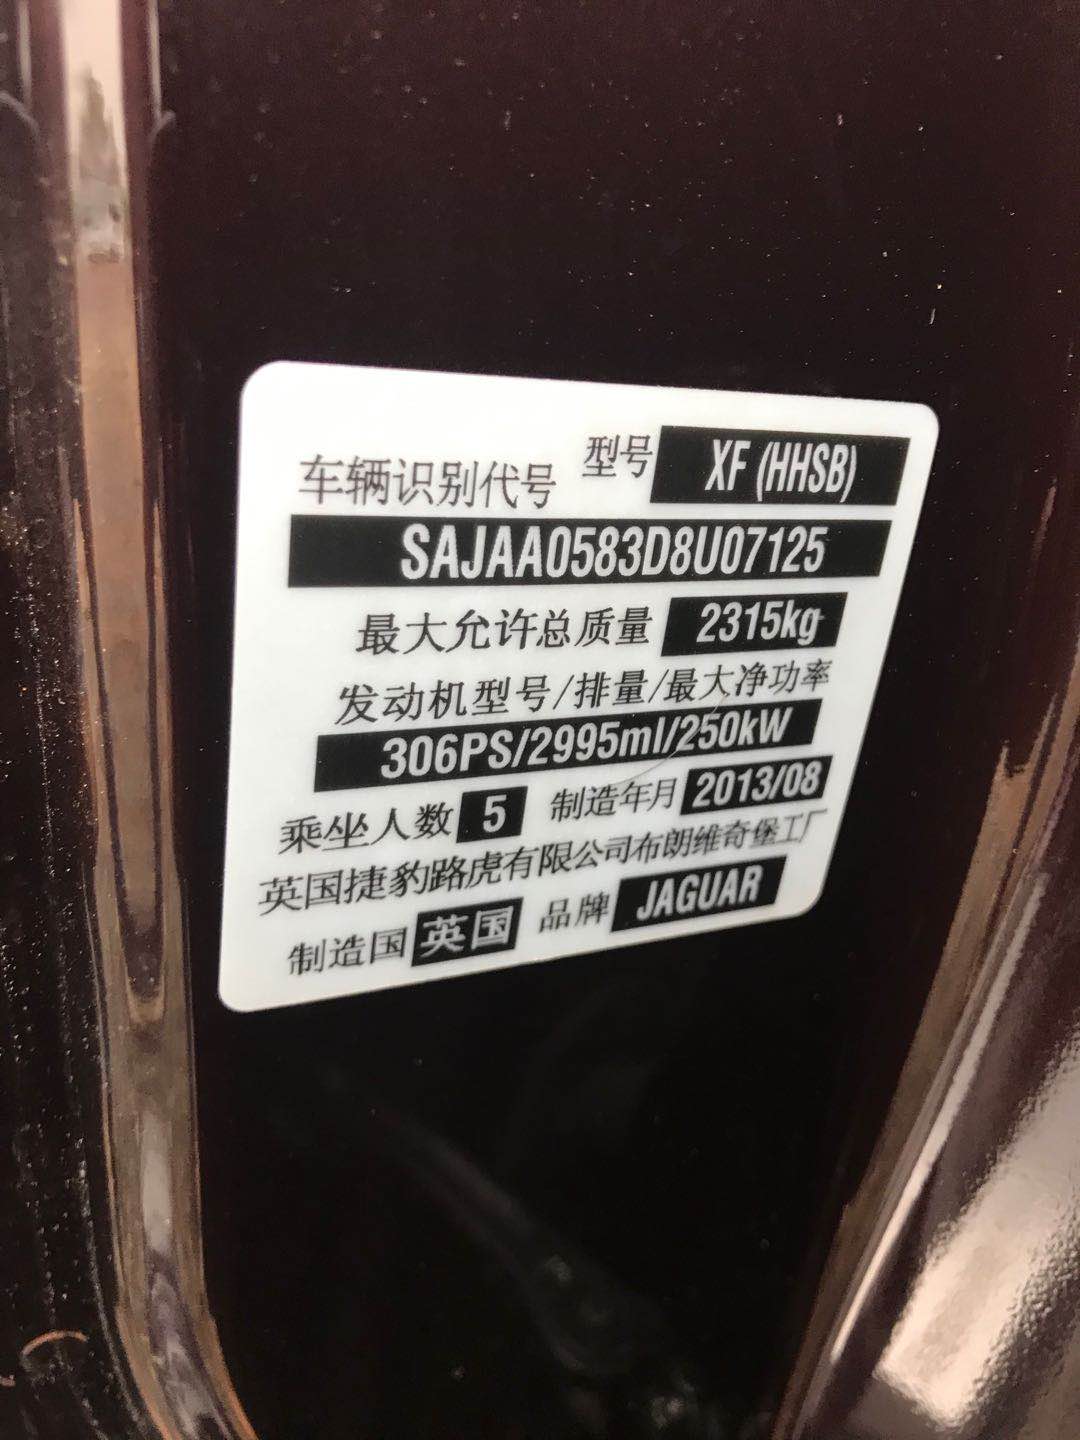 车辆识别代号 型号 XF (HHSB)
SAJAA0583D8U07125
最大允许总质量 2315kg
发动机型号/排量/最大净功率
306PS/2995ml/250kW
乘坐人数 5 制造年月 2013/08
英国捷豹路虎有限公司布朗维奇堡工厂
制造国 英国 品牌 JAGUAR